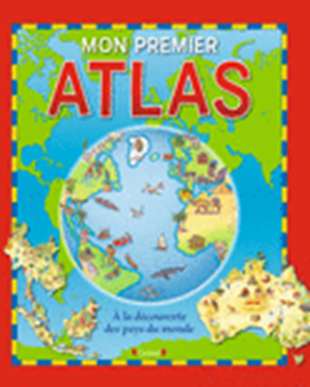 MON PREMIER
ATLAS
À la découverte
des pays du monde